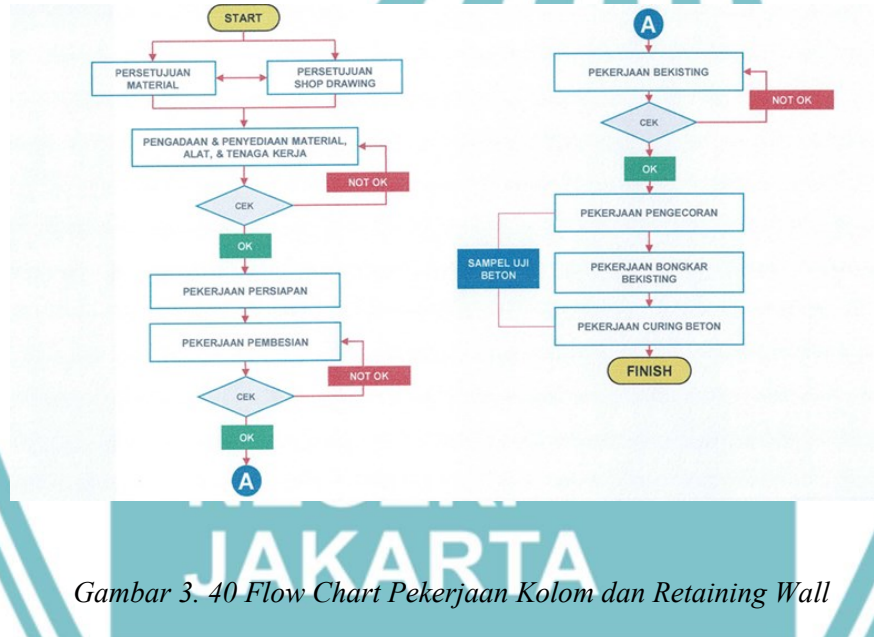 START
PERSETUJUAN
MATERIAL
PERSETUJUAN
SHOP DRAWING
PENGADAAN & PENYEDIAAN MATERIAL,
ALAT, & TENAGA KERJA
NOT OK
CEK
OK
PEKERJAAN PERSIAPAN
PEKERJAAN PEMBESIAN
NOT OK
CEK
OK
A
A
PEKERJAAN BEKISTING
NOT OK
CEK
OK
PEKERJAAN PENGECORAN
SAMPEL UJI
BETON
PEKERJAAN BONGKAR
BEKISTING
PEKERJAAN CURING BETON
FINISH
NEGERI
JAKARTA
Gambar 3. 40 Flow Chart Pekerjaan Kolom dan Retaining Wall